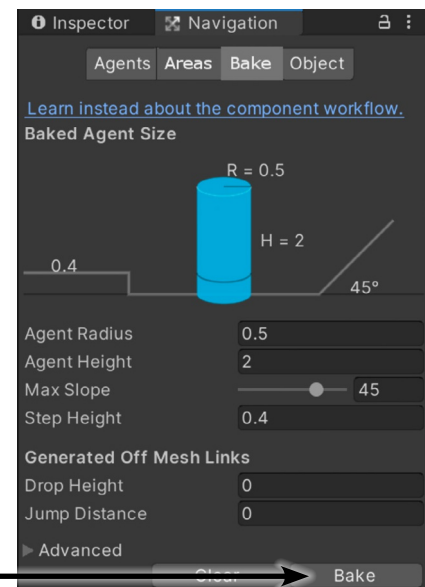 Inspector Navigation
Agents Areas Bake Object
Learn instead about the component workflow.
Baked Agent Size
R = 0.5
H = 2
0.4
45°
Agent Radius 0.5
Agent Height 2
Max Slope 45
Step Height 0.4
Generated Off Mesh Links
Drop Height 0
Jump Distance 0
Advanced
Clear Bake